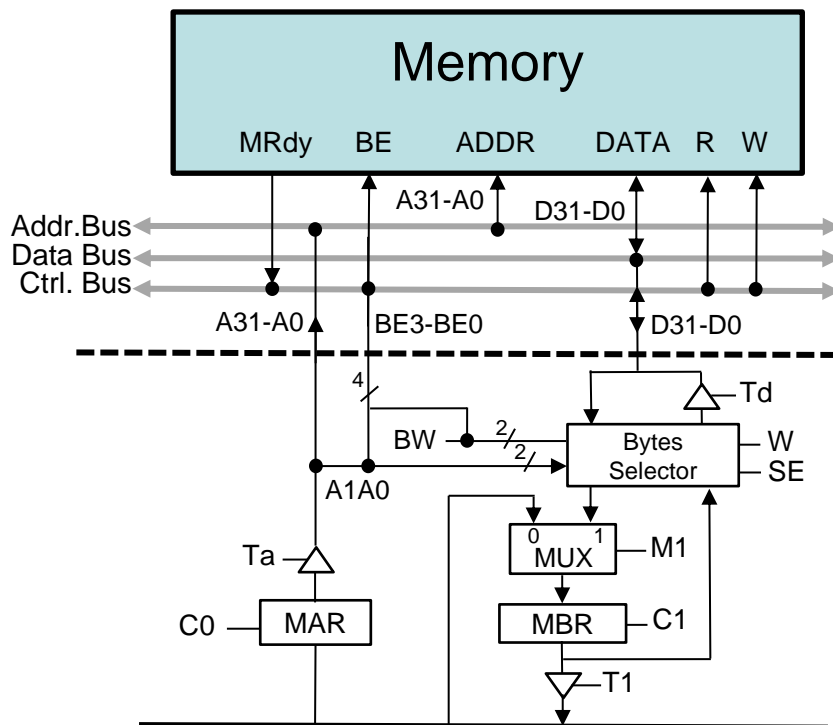 Memory
MRdy BE ADDR DATA R W
A31-A0 D31-D0
Addr.Bus
Data Bus
Ctrl. Bus
A31-A0 BE3-BE0 D31-D0
4 Td
BW 2 Bytes W
2 Selector SE
A1A0
0 1
Ta MUX M1
C0 MAR MBR C1
T1